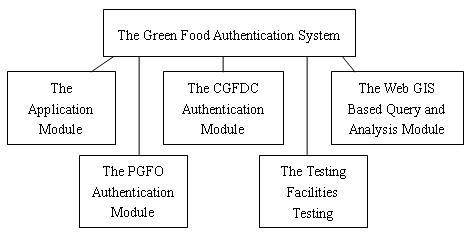 The Green Food Authentication System
The
Application
Module
The CGFDC
Authentication
Module
The Web GIS
Based Query and
Analysis Module
The PGFO
Authentication
Module
The Testing
Facilities
Testing